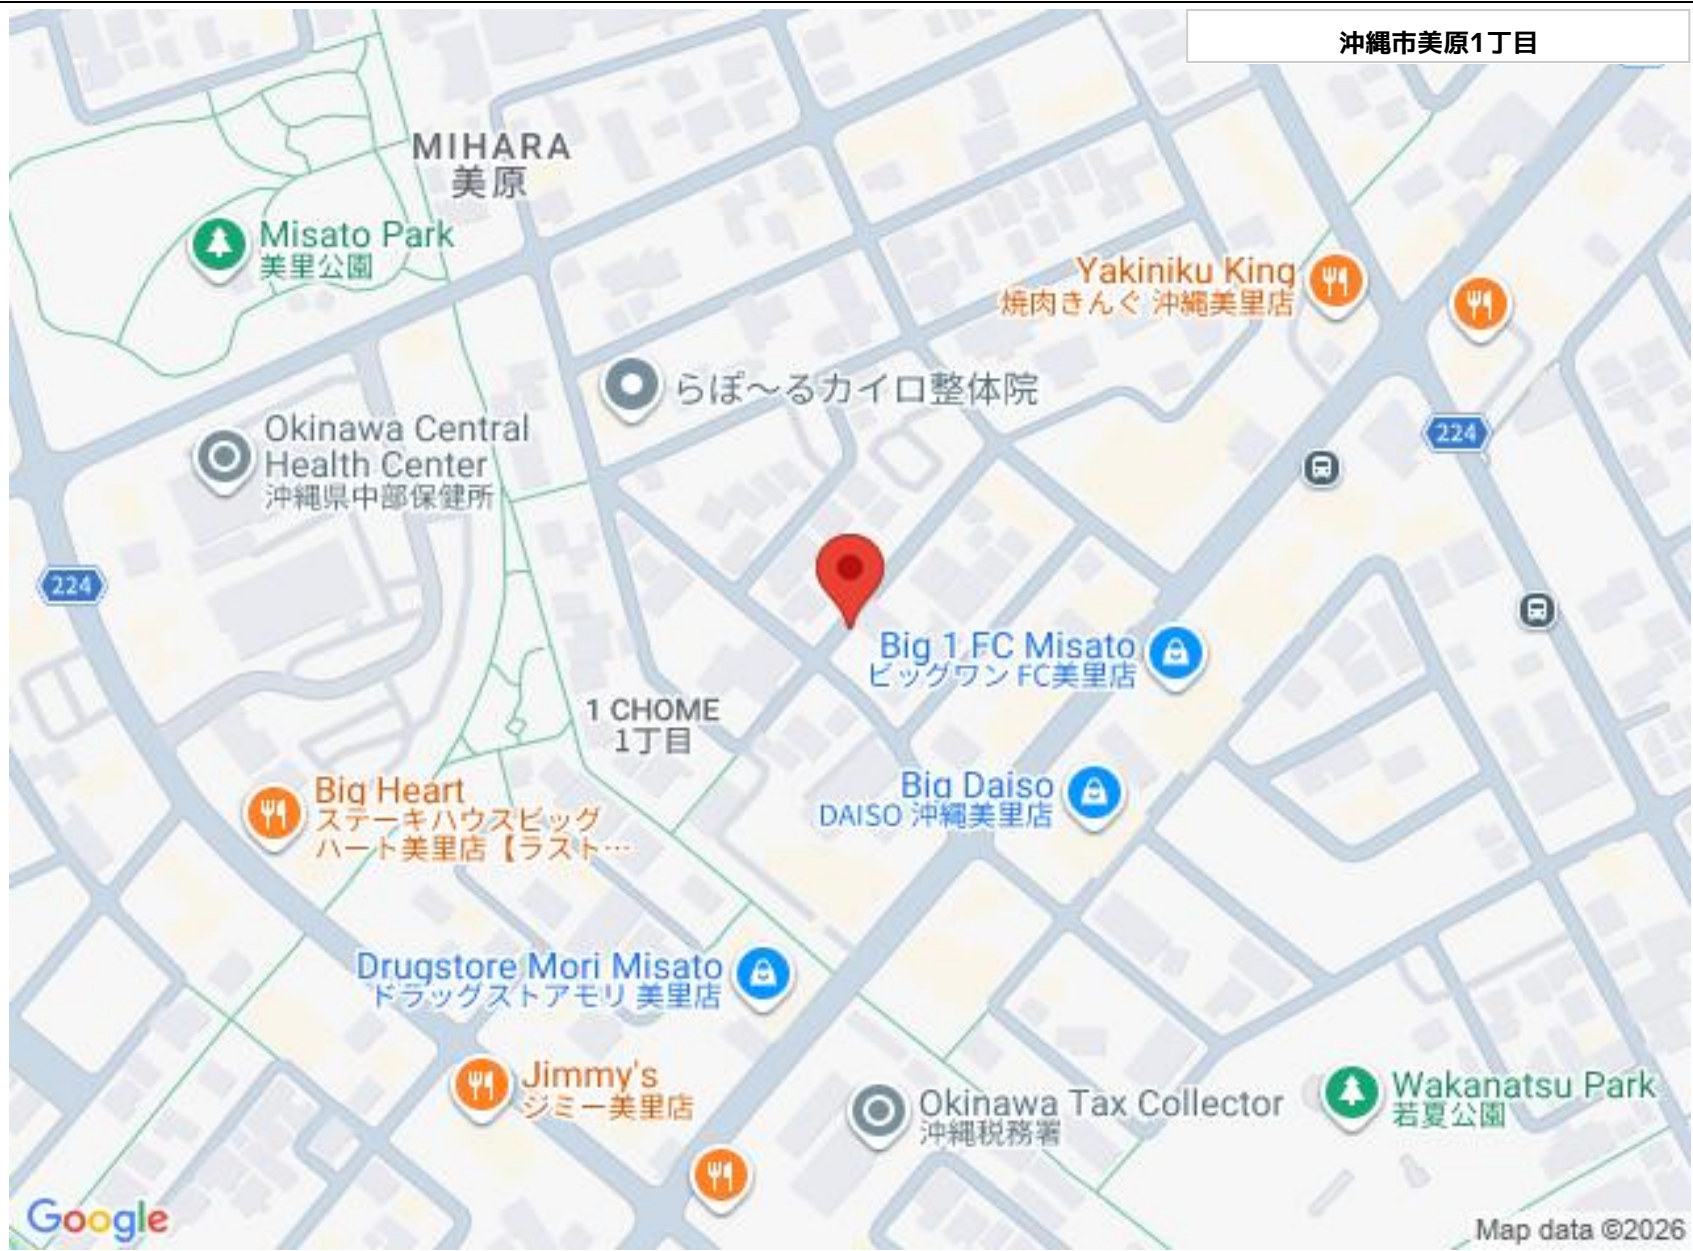 沖縄市美原1丁目
MIHARA
美原
Misato Park
美里公園
Yakiniku King
焼肉きんぐ 沖縄美里店
らぽ〜るカイロ整体院
Okinawa Central
Health Center
沖縄県中部保健所
224
224
Big 1 FC Misato
ビッグワン FC美里店
1 CHOME
1丁目
Big Heart
ステーキハウスビッグ
ハート美里店【ラスト…
Big Daiso
DAISO 沖縄美里店
Drugstore Mori Misato
ドラッグストアモリ 美里店
Jimmy's
ジミー美里店
Okinawa Tax Collector
沖縄税務署
Wakanatsu Park
若夏公園
Google
Map data ©2026